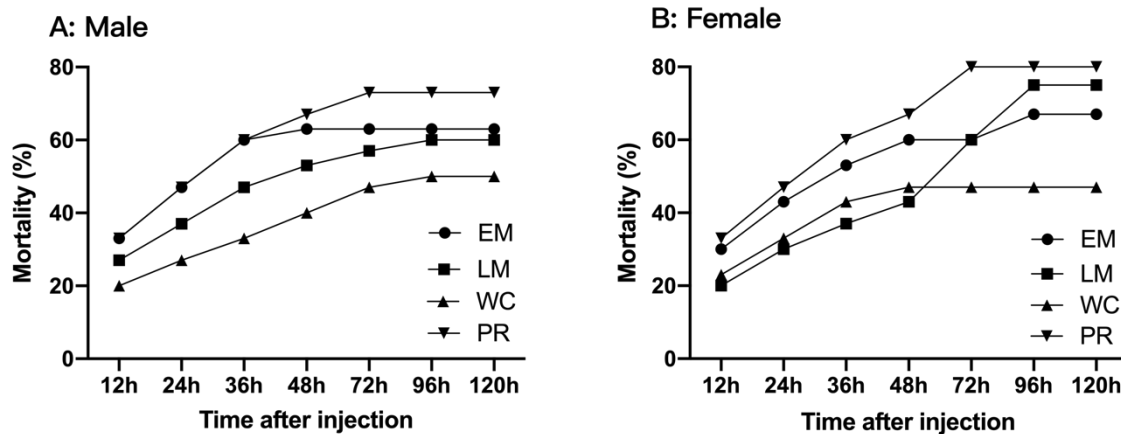 A: Male
80
60
40
20
0
Mortality (%)
EM
LM
WC
PR
12h 24h 36h 48h 72h 96h 120h
Time after injection
B: Female
80
60
40
20
0
Mortality (%)
EM
LM
WC
PR
12h 24h 36h 48h 72h 96h 120h
Time after injection